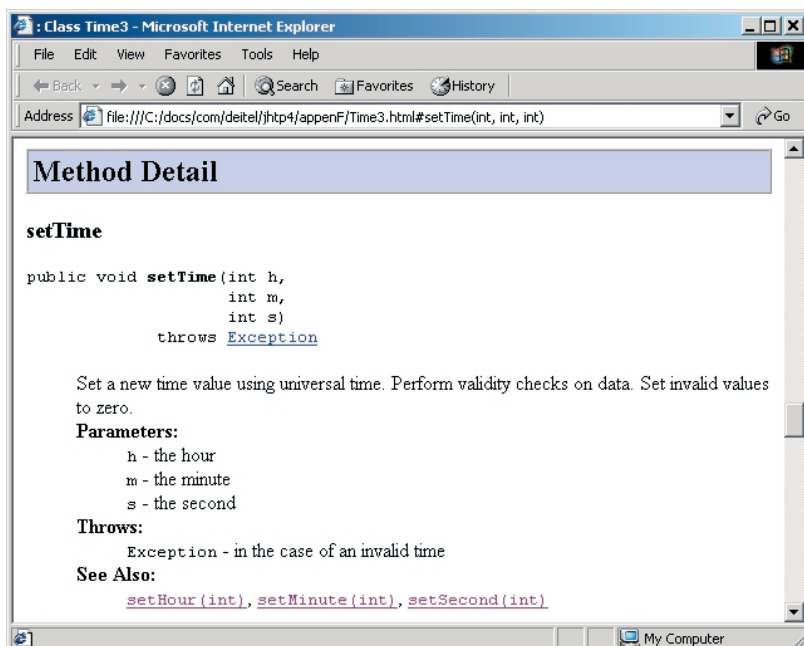 : Class Time3 - Microsoft Internet Explorer
File Edit View Favorites Tools Help
Back Search Favorites History
Address file:///C:/docs/com/deitel/jhtp4/appenF/Time3.html#setTime(int, int, int) Go
Method Detail
setTime
public void setTime(int h,
int m,
int s)
throws Exception
Set a new time value using universal time. Perform validity checks on data. Set invalid values
to zero.
Parameters:
h - the hour
m - the minute
s - the second
Throws:
Exception - in the case of an invalid time
See Also:
setHour(int), setMinute(int), setSecond(int)
My Computer